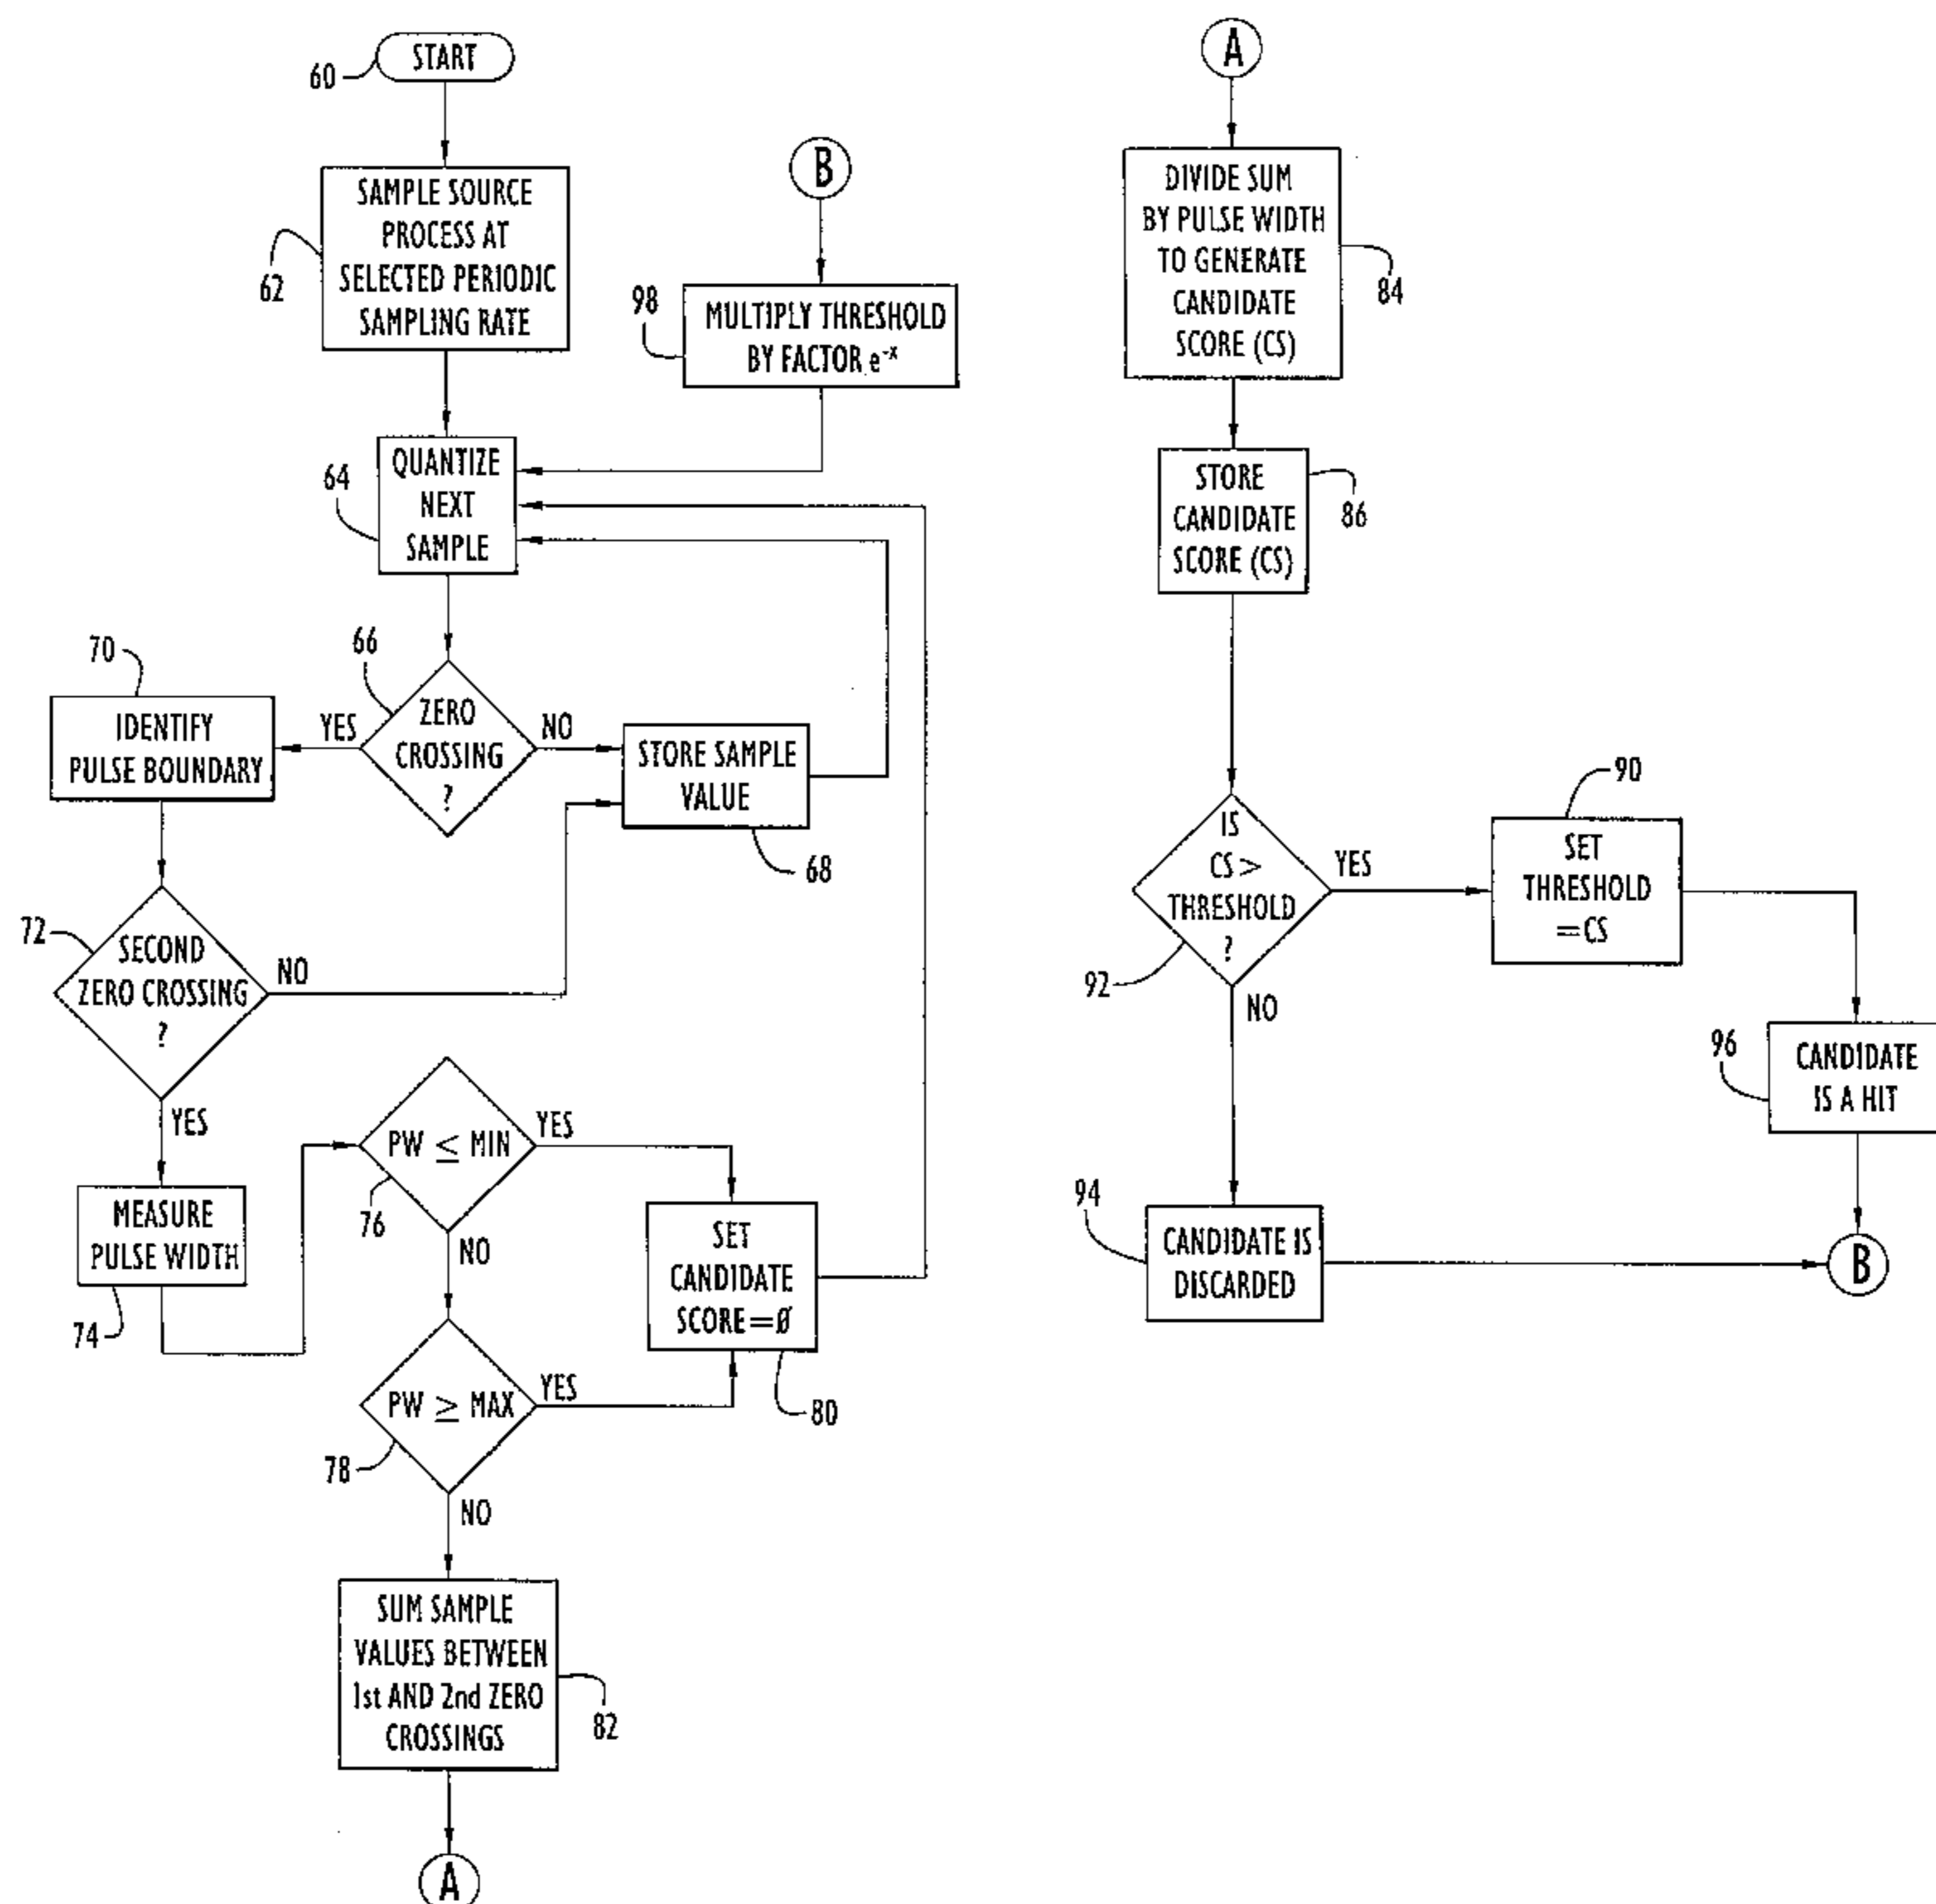 START
60
SAMPLE SOURCE
PROCESS AT
SELECTED PERIODIC
SAMPLING RATE
62
B
98
MULTIPLY THRESHOLD
BY FACTOR e-x
QUANTIZE
NEXT
SAMPLE
64
66
ZERO
CROSSING
?
YES
NO
70
IDENTIFY
PULSE BOUNDARY
STORE SAMPLE
VALUE
68
72
SECOND
ZERO CROSSING
?
NO
YES
MEASURE
PULSE WIDTH
74
PW ≤ MIN
76
YES
NO
SET
CANDIDATE
SCORE=Ø
80
PW ≥ MAX
78
YES
NO
SUM SAMPLE
VALUES BETWEEN
1st AND 2nd ZERO
CROSSINGS
82
A
A
DIVIDE SUM
BY PULSE WIDTH
TO GENERATE
CANDIDATE
SCORE (CS)
84
STORE
CANDIDATE
SCORE (CS)
86
IS
CS >
THRESHOLD
?
92
YES
NO
90
SET
THRESHOLD
=CS
96
CANDIDATE
IS A HIT
94
CANDIDATE IS
DISCARDED
B